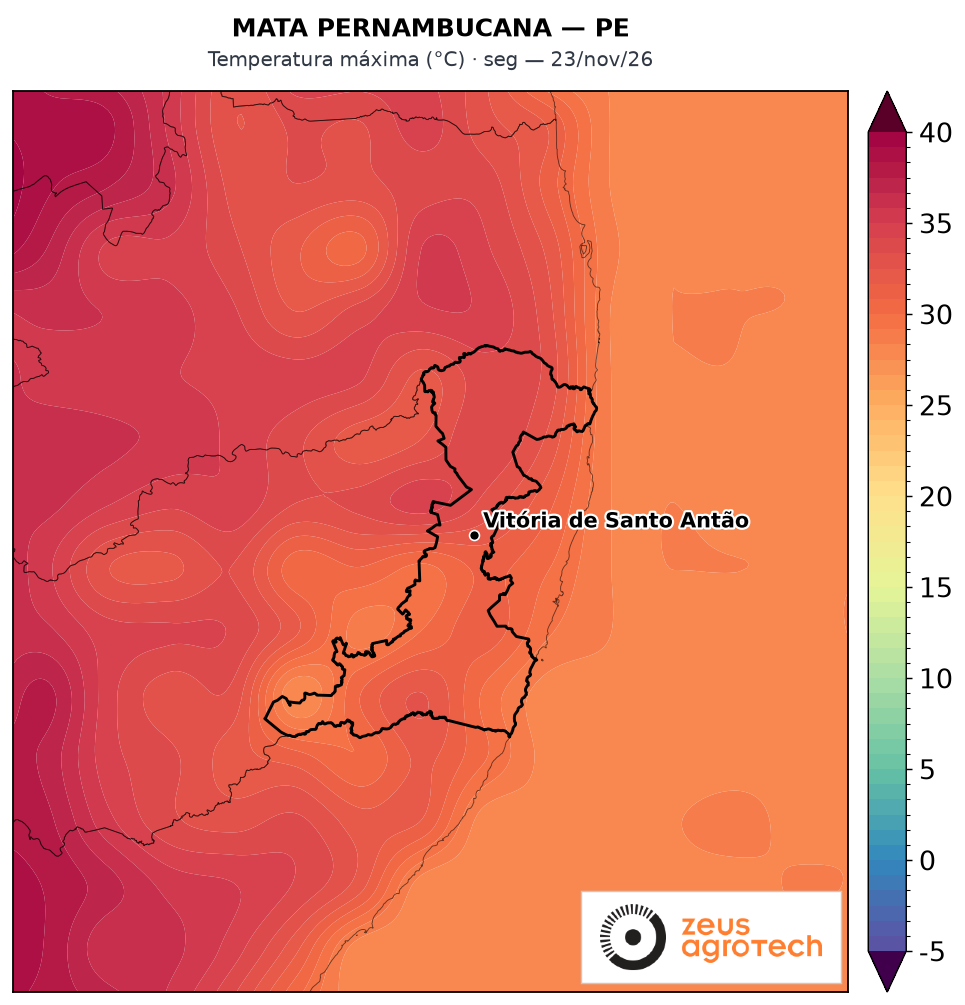 MATA PERNAMBUCANA — PE
Temperatura máxima (°C) · seg — 23/nov/26
40
35
30
25
20
15
10
5
0
-5
Vitória de Santo Antão
zeus
agrotech